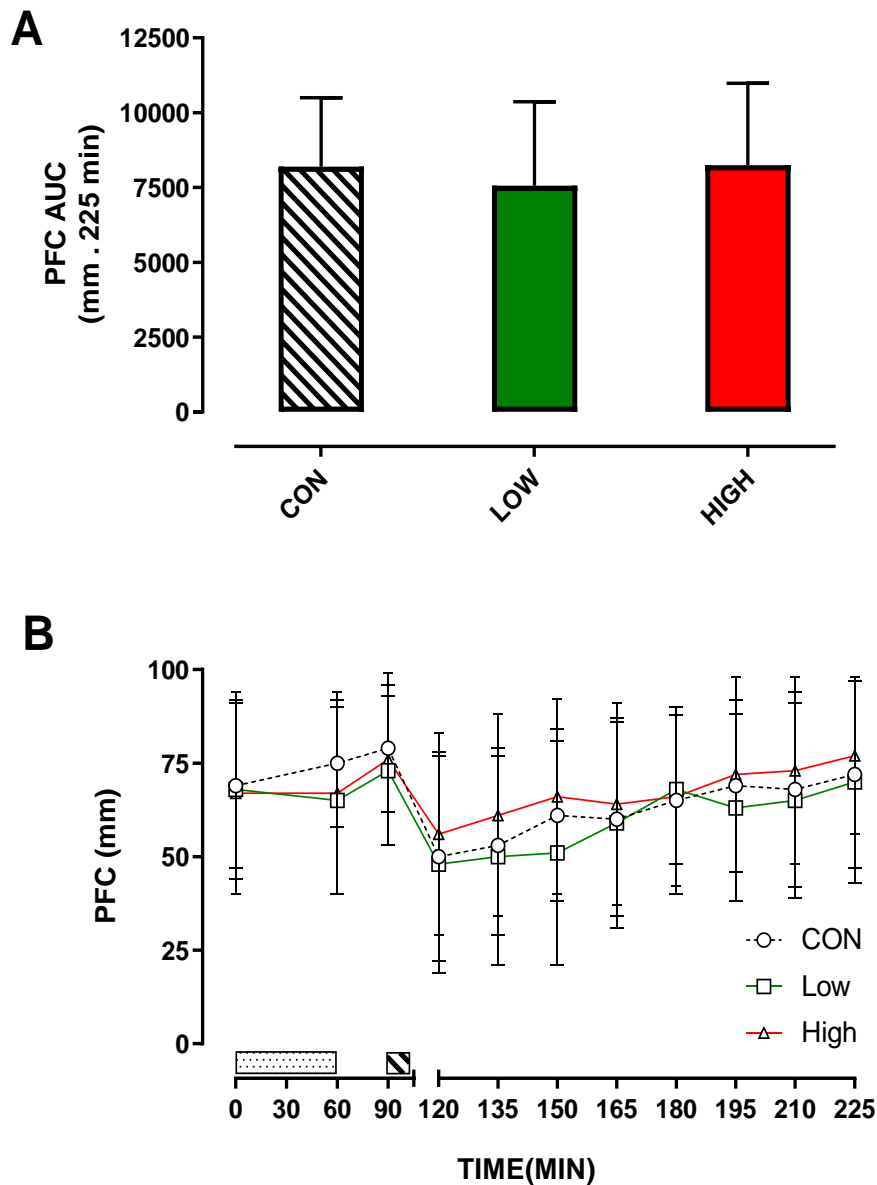 A
12500
10000
7500
5000
2500
0
PFC AUC
(mm . 225 min)
CON
LOW
HIGH
B
100
75
50
25
0
PFC (mm)
CON
Low
High
0 30 60 90 120 135 150 165 180 195 210 225
TIME(MIN)